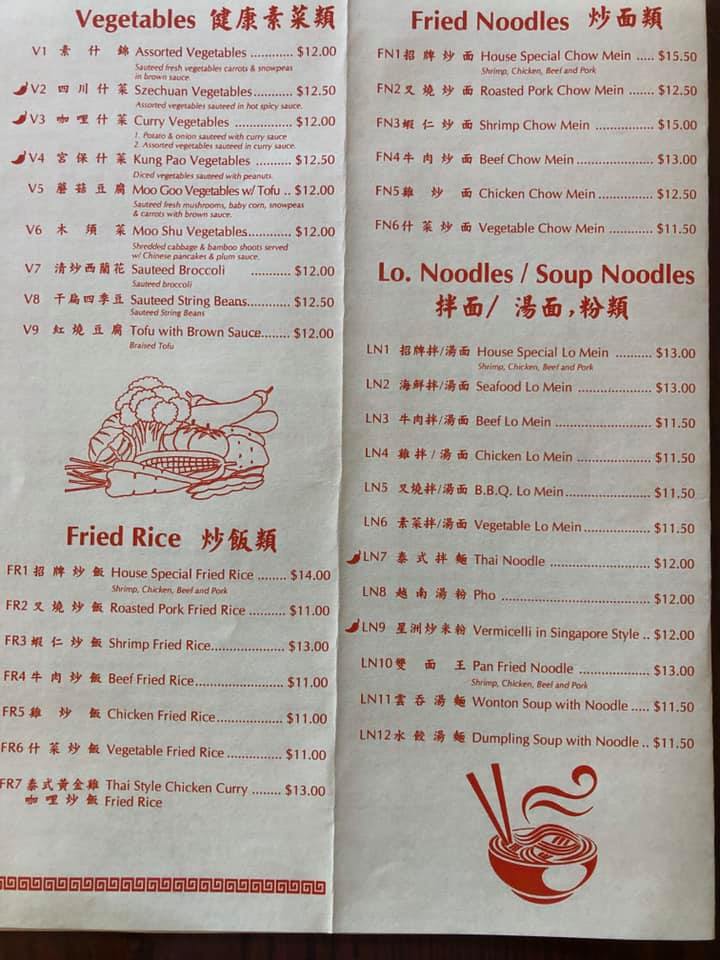 Vegetables 健康素菜類
V1 素什錦 Assorted Vegetables ............ $12.00
Sauteed fresh vegetables carrots & snowpeas
in brown sauce.
V2 四川什菜 Szechuan Vegetables........... $12.50
Assorted vegetables sauteed in hot spicy sauce.
V3 咖哩什菜 Curry Vegetables ............... $12.00
1. Potato & onion sauteed with curry sauce
2. Assorted vegetables sauteed in curry sauce.
V4 宮保什菜 Kung Pao Vegetables .......... $12.50
Diced vegetables sauteed with peanuts.
V5 蘑菇豆腐 Moo Goo Vegetables w/ Tofu .. $12.00
Sauteed fresh mushrooms, baby corn, snowpeas
& carrots with brown sauce.
V6 木須菜 Moo Shu Vegetables............ $12.00
Shredded cabbage & bamboo shoots served
w/ Chinese pancakes & plum sauce.
V7 清炒西蘭花 Sauteed Broccoli ............ $12.00
Sauteed broccoli
V8 干扁四季豆 Sauteed String Beans............ $12.50
Sauteed String Beans
V9 紅燒豆腐 Tofu with Brown Sauce........ $12.00
Braised Tofu
Fried Rice 炒飯類
FR1 招牌炒飯 House Special Fried Rice ........ $14.00
Shrimp, Chicken, Beef and Pork
FR2 叉燒炒飯 Roasted Pork Fried Rice .......... $11.00
FR3 蝦仁炒飯 Shrimp Fried Rice...................... $13.00
FR4 牛肉炒飯 Beef Fried Rice......................... $11.00
FR5 雞炒飯 Chicken Fried Rice.................... $11.00
FR6 什菜炒飯 Vegetable Fried Rice............... $11.00
FR7 泰式黃金雞 Thai Style Chicken Curry ........ $13.00
咖哩炒飯 Fried Rice
Fried Noodles 炒面類
FN1 招牌炒面 House Special Chow Mein ..... $15.50
Shrimp, Chicken, Beef and Pork
FN2 叉燒炒面 Roasted Pork Chow Mein ....... $12.50
FN3 蝦仁炒面 Shrimp Chow Mein ................ $15.00
FN4 牛肉炒面 Beef Chow Mein...................... $13.00
FN5 雞炒面 Chicken Chow Mein............... $12.50
FN6 什菜炒面 Vegetable Chow Mein ............ $11.50
Lo. Noodles / Soup Noodles
拌面/ 湯面,粉類
LN1 招牌拌/湯面 House Special Lo Mein .......... $13.00
Shrimp, Chicken, Beef and Pork
LN2 海鮮拌/湯面 Seafood Lo Mein .................... $13.00
LN3 牛肉拌/湯面 Beef Lo Mein.......................... $11.50
LN4 雞拌/湯面 Chicken Lo Mein .................... $11.50
LN5 叉燒拌/湯面 B.B.Q. Lo Mein....................... $11.50
LN6 素菜拌/湯面 Vegetable Lo Mein.................. $11.50
LN7 泰式拌麵 Thai Noodle ........................... $12.00
LN8 越南湯粉 Pho ........................................ $12.00
LN9 星洲炒米粉 Vermicelli in Singapore Style .. $12.00
LN10 雙面王 Pan Fried Noodle ................... $13.00
Shrimp, Chicken, Beef and Pork
LN11 雲吞湯麵 Wonton Soup with Noodle ..... $11.50
LN12 水餃湯麵 Dumpling Soup with Noodle .. $11.50